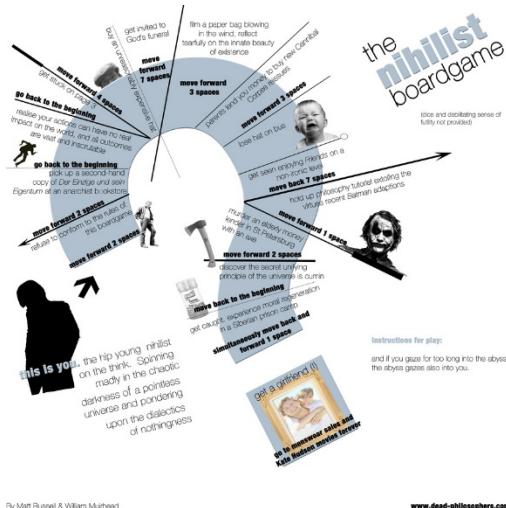 the
nihilist
boardgame
(dice and debilitating sense of
futility not provided)
this is you. the hip young nihilist
on the think. Spinning
madly in the chaotic
darkness of a pointless
universe and pondering
upon the dialectics
of nothingness
refuse to conform to the rules of
this boardgame
move forward 2 spaces
pick up a second-hand
copy of Der Einzige und sein
Eigentum at an anarchist bookstore
move forward 2 spaces
realise your actions can have no real
impact on the world, and all outcomes
are vast and inscrutable
go back to the beginning
get stuck on page 3
go back to the beginning
buy an unreasonably expensive hat
move forward 4 spaces
get invited to
God's funeral
move
forward
7 spaces
film a paper bag blowing
in the wind, reflect
tearfully on the innate beauty
of existence
move forward
3 spaces
parents lend you money to buy new Cannibal
Corpse reissues
move forward 3 spaces
lose hat on bus
get seen enjoying Friends on a
non-ironic level
move back 7 spaces
hold up philosophy tutorial extolling the
virtues recent Batman adaptions
move forward 1 space
murder an elderly money
lender in St Petersburg
with an axe
move forward 2 spaces
discover the secret unifying
principle of the universe is cumin
move back to the beginning
get caught, experience moral regeneration
in a Siberian prison camp
simultaneously move back and
forward 1 space
get a girlfriend (!)
go to menswear sales and
Kate Hudson movies forever
Instructions for play:
and if you gaze for too long into the abyss
the abyss gazes also into you.
By Matt Russell & William Muirhead
www.dead-philosophers.com